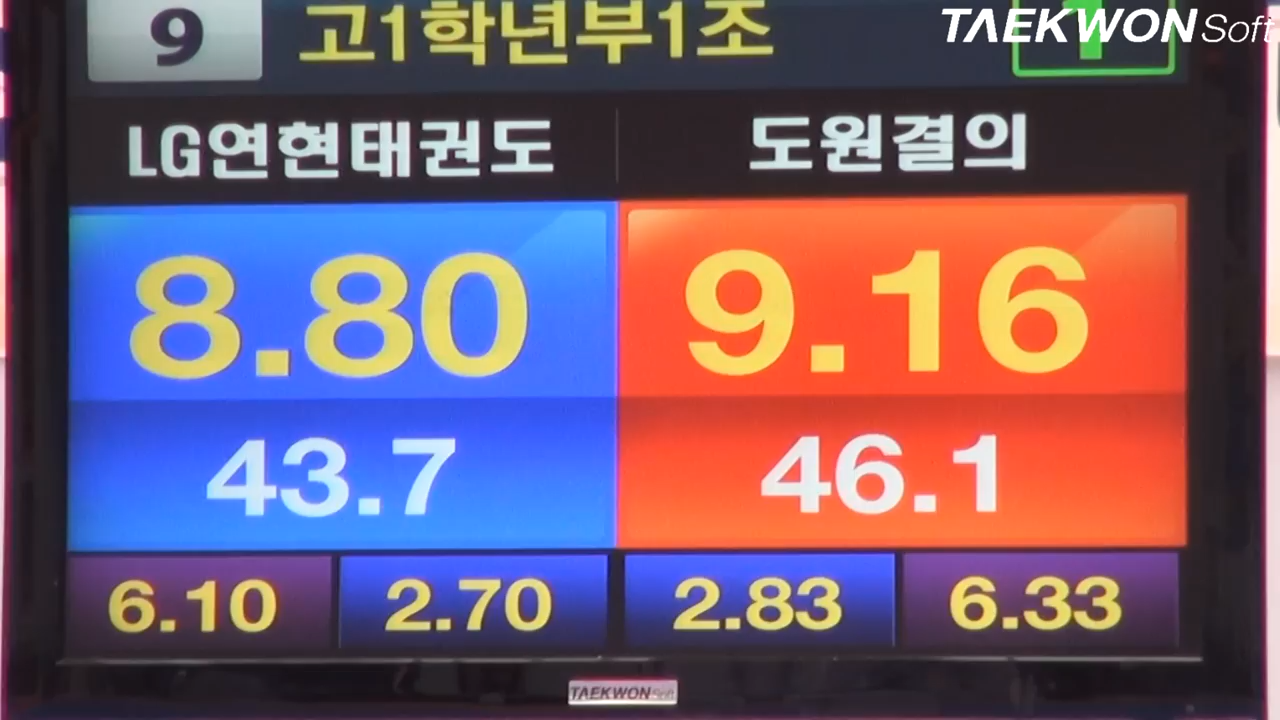 TAEKWON Soft
9 고1학년부1조 1
LG연현태권도 도원결의
8.80 9.16
43.7 46.1
6.10 2.70 2.83 6.33
TAEKWON Soft